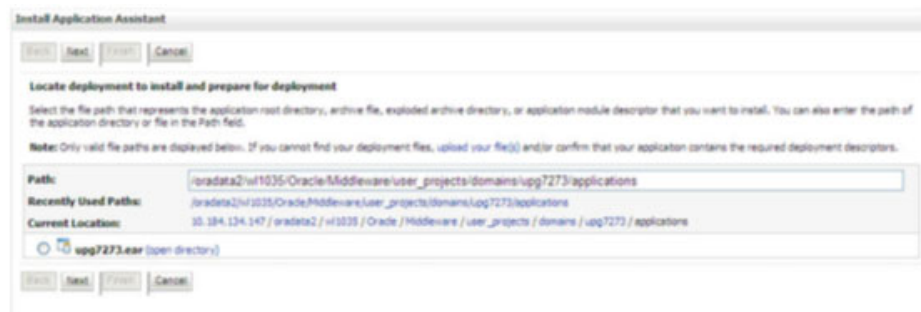 Install Application Assistant
Back Next Finish Cancel
Locate deployment to install and prepare for deployment
Select the file path that represents the application root directory, archive file, exploded archive directory, or application module descriptor that you want to install. You can also enter the path of
the application directory or file in the Path field.
Note: Only valid file paths are displayed below. If you cannot find your deployment files, upload your file(s) and/or confirm that your application contains the required deployment descriptors.
Path: /oradata2/wl1035/Oracle/Middleware/user_projects/domains/upg7273/applications
Recently Used Paths: /oradata2/wl1035/Oracle/Middleware/user_projects/domains/upg7273/applications
Current Location: 10.184.134.147 / oradata2 / wl1035 / Oracle / Middleware / user_projects / domains / upg7273 / applications
upg7273.ear (open directory)
Back Next Finish Cancel